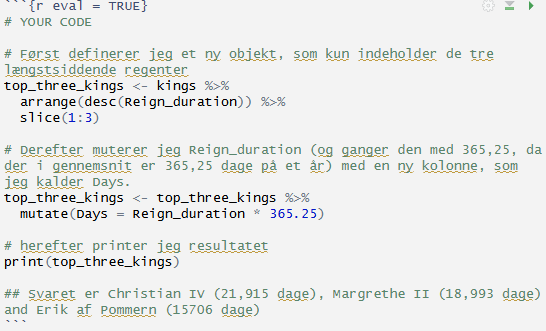 ```{r eval = TRUE}
# YOUR CODE
# Først definerer jeg et ny objekt, som kun indeholder de tre
længstsiddende regenter
top_three_kings <- kings %>%
  arrange(desc(Reign_duration)) %>%
  slice(1:3)
# Derefter muterer jeg Reign_duration (og ganger den med 365,25, da
der i gennemsnit er 365,25 dage på et år) med en ny kolonne, som
jeg kalder Days.
top_three_kings <- top_three_kings %>%
  mutate(Days = Reign_duration * 365.25)
# herefter printer jeg resultatet
print(top_three_kings)
## Svaret er Christian IV (21,915 dage), Margrethe II (18,993 dage)
and Erik af Pommern (15706 dage)
```